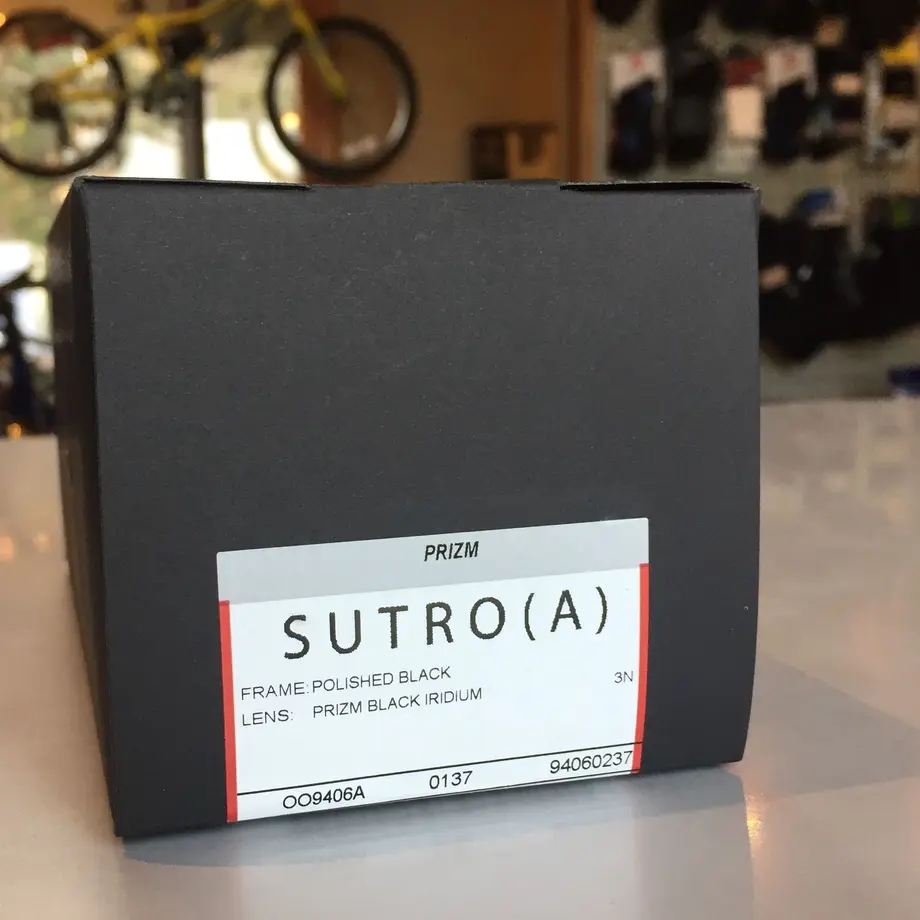 PRIZM
SUTRO(A)
FRAME: POLISHED BLACK 3N
LENS: PRIZM BLACK IRIDIUM
OO9406A 0137 94060237